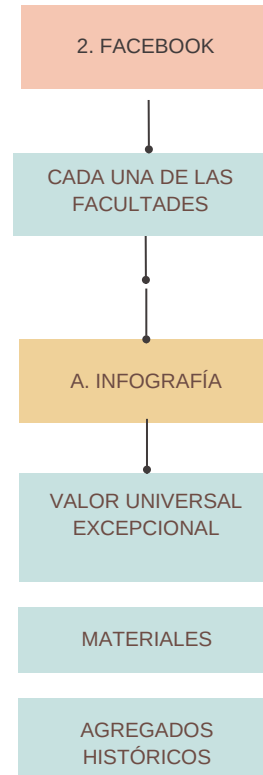 2. FACEBOOK
CADA UNA DE LAS
FACULTADES
A. INFOGRAFÍA
VALOR UNIVERSAL
EXCEPCIONAL
MATERIALES
AGREGADOS
HISTÓRICOS